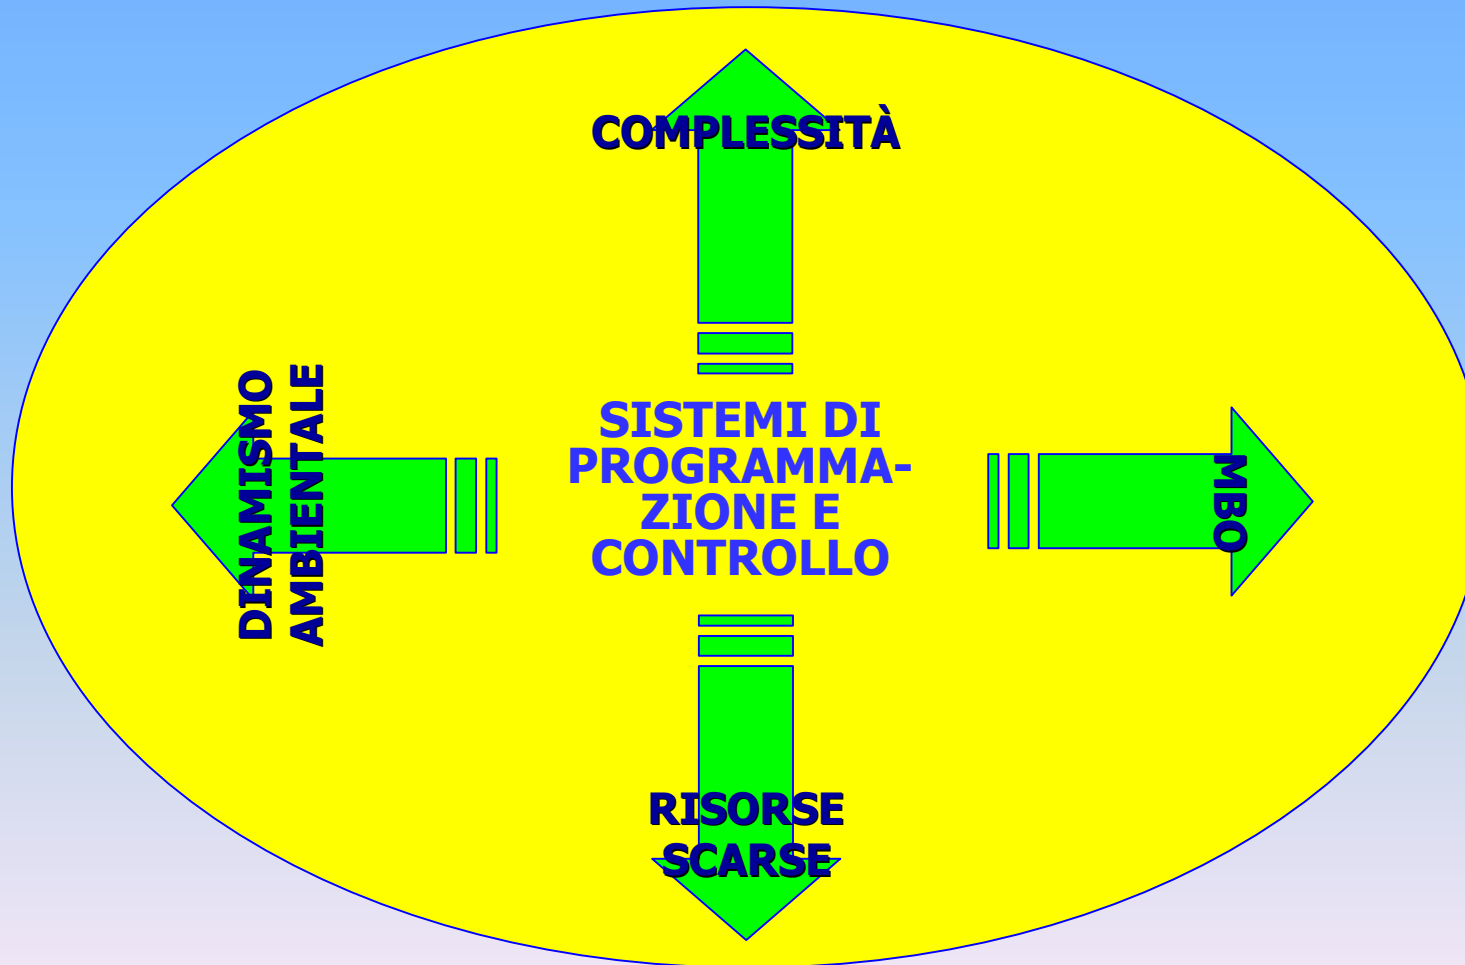 COMPLESSITÀ
DINAMISMO
AMBIENTALE
SISTEMI DI
PROGRAMMA-
ZIONE E
CONTROLLO
MBO
RISORSE
SCARSE